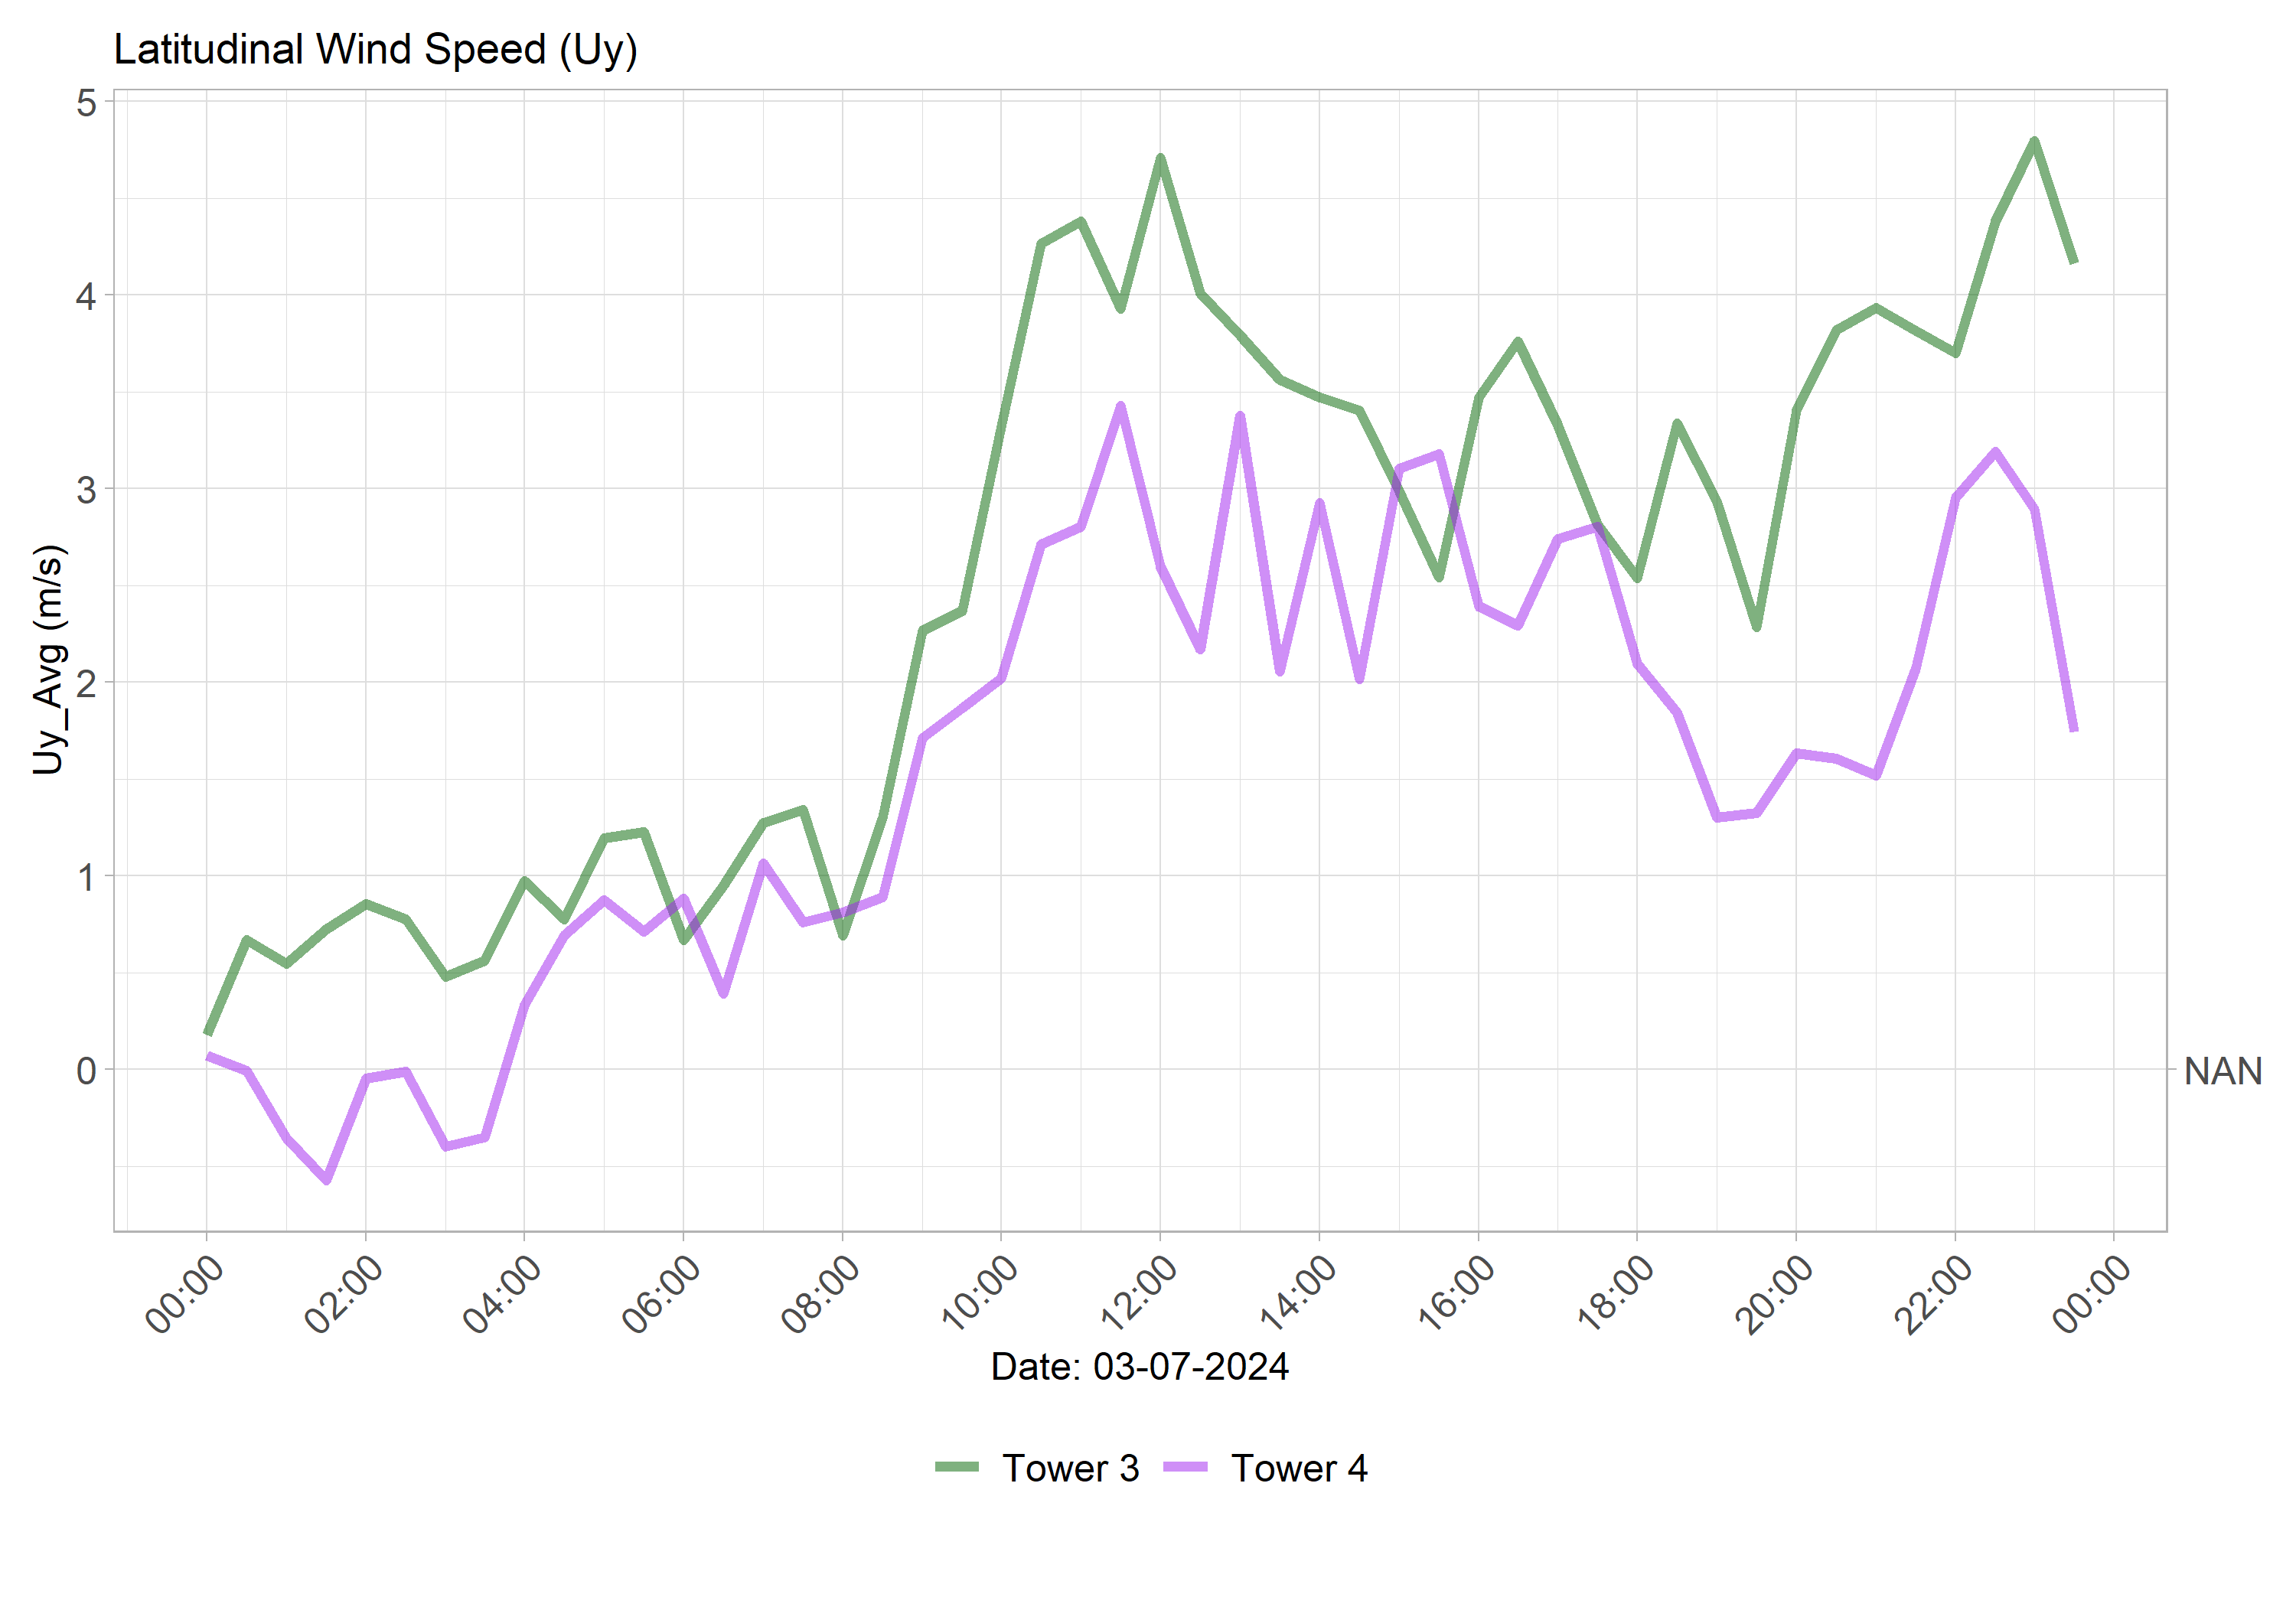 Latitudinal Wind Speed (Uy)
5
4
3
2
1
0
NAN
Uy_Avg (m/s)
00:00 02:00 04:00 06:00 08:00 10:00 12:00 14:00 16:00 18:00 20:00 22:00 00:00
Date: 03-07-2024
Tower 3 Tower 4